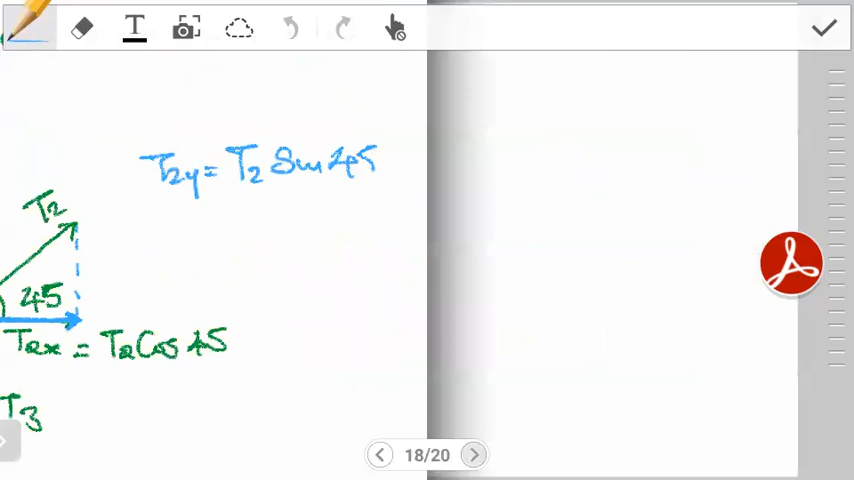 T
T2y = T2 Sin 45
T2
45
T2x = T2 Cos 45
T3
18/20